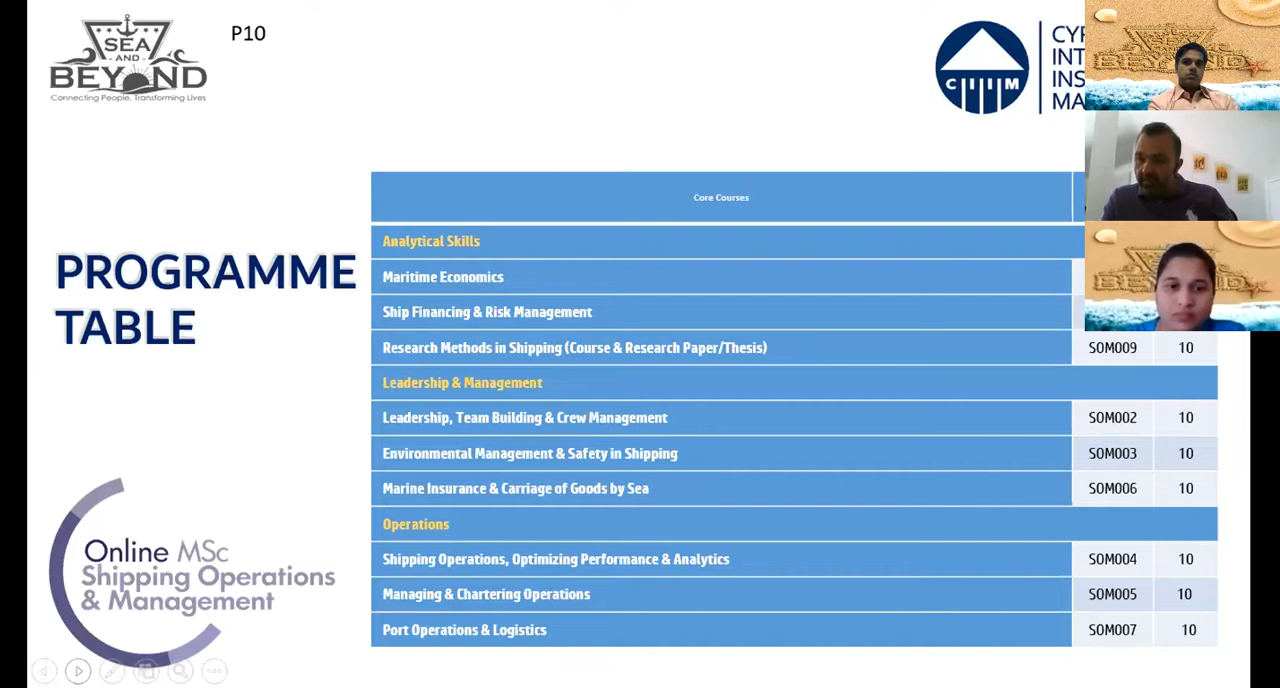 SEA
AND
BEYOND
Connecting People. Transforming Lives
P10
CIIM
CYP
INT
INS
MA
PROGRAMME
TABLE
Core Courses
Analytical Skills
Maritime Economics
Ship Financing & Risk Management
Research Methods in Shipping (Course & Research Paper/Thesis) SOM009 10
Leadership & Management
Leadership, Team Building & Crew Management SOM002 10
Environmental Management & Safety in Shipping SOM003 10
Marine Insurance & Carriage of Goods by Sea SOM006 10
Operations
Shipping Operations, Optimizing Performance & Analytics SOM004 10
Managing & Chartering Operations SOM005 10
Port Operations & Logistics SOM007 10
Online MSc
Shipping Operations
& Management